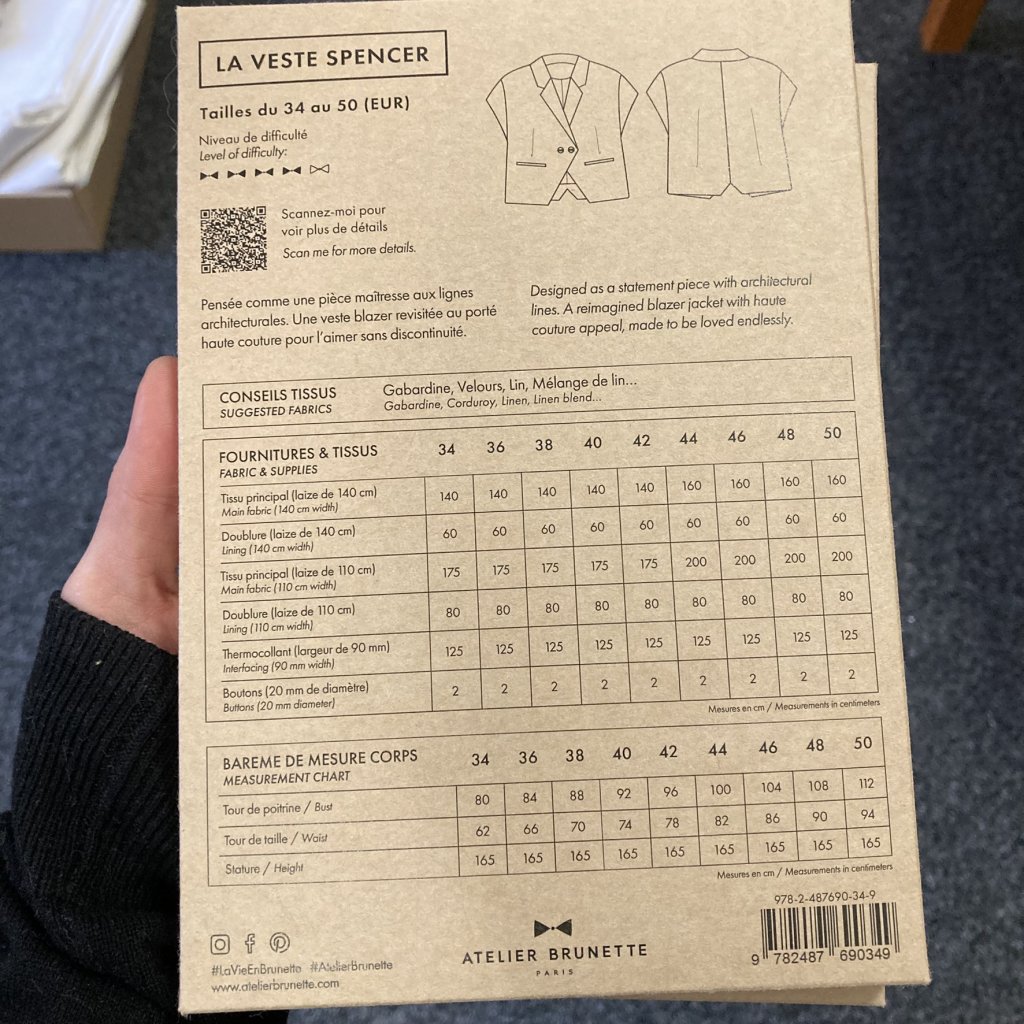 LA VESTE SPENCER
Tailles du 34 au 50 (EUR)
Niveau de difficulté
Level of difficulty:
Scannez-moi pour
voir plus de détails
Scan me for more details.
Pensée comme une pièce maîtresse aux lignes
architecturales. Une veste blazer revisitée au porté
haute couture pour l'aimer sans discontinuité.
Designed as a statement piece with architectural
lines. A reimagined blazer jacket with haute
couture appeal, made to be loved endlessly.
CONSEILS TISSUS Gabardine, Velours, Lin, Mélange de lin...
SUGGESTED FABRICS Gabardine, Corduroy, Linen, Linen blend...
FOURNITURES & TISSUS 34 36 38 40 42 44 46 48 50
FABRIC & SUPPLIES
Tissu principal (laize de 140 cm) 140 140 140 140 140 160 160 160 160
Main fabric (140 cm width)
Doublure (laize de 140 cm) 60 60 60 60 60 60 60 60 60
Lining (140 cm width)
Tissu principal (laize de 110 cm) 175 175 175 175 175 200 200 200 200
Main fabric (110 cm width)
Doublure (laize de 110 cm) 80 80 80 80 80 80 80 80 80
Lining (110 cm width)
Thermocollant (largeur de 90 mm) 125 125 125 125 125 125 125 125 125
Interfacing (90 mm width)
Boutons (20 mm de diamètre) 2 2 2 2 2 2 2 2 2
Buttons (20 mm diameter)
Mesures en cm / Measurements in centimeters
BAREME DE MESURE CORPS 34 36 38 40 42 44 46 48 50
MEASUREMENT CHART
Tour de poitrine / Bust 80 84 88 92 96 100 104 108 112
Tour de taille / Waist 62 66 70 74 78 82 86 90 94
Stature / Height 165 165 165 165 165 165 165 165 165
Mesures en cm / Measurements in centimeters
#LaVieEnBrunette #AtelierBrunette
www.atelierbrunette.com
ATELIER BRUNETTE
PARIS
978-2-487690-34-9
9 782487 690349